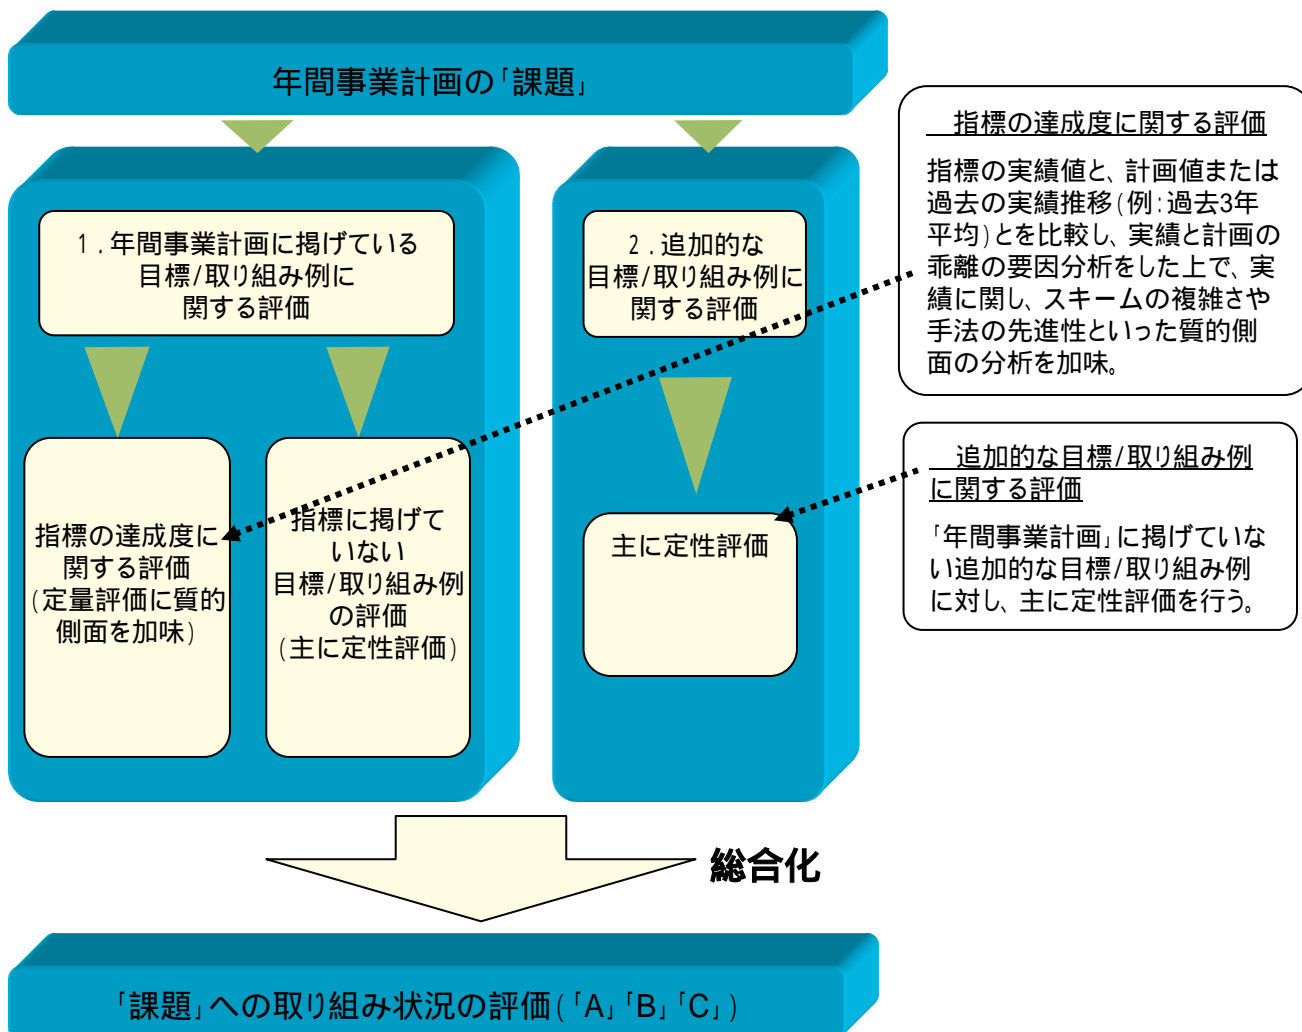 年間事業計画の「課題」
1．年間事業計画に掲げている
目標/取り組み例に
関する評価
2．追加的な
目標/取り組み例に
関する評価
指標の達成度に
関する評価
(定量評価に質的
側面を加味)
指標に掲げて
いない
目標/取り組み例
の評価
(主に定性評価)
主に定性評価
指標の達成度に関する評価
指標の実績値と、計画値または
過去の実績推移(例:過去3年
平均)とを比較し、実績と計画の
乖離の要因分析をした上で、実
績に関し、スキームの複雑さや
手法の先進性といった質的側
面の分析を加味。
追加的な目標/取り組み例
に関する評価
「年間事業計画」に掲げていな
い追加的な目標/取り組み例
に対し、主に定性評価を行う。
総合化
「課題」への取り組み状況の評価(「A」「B」「C」)